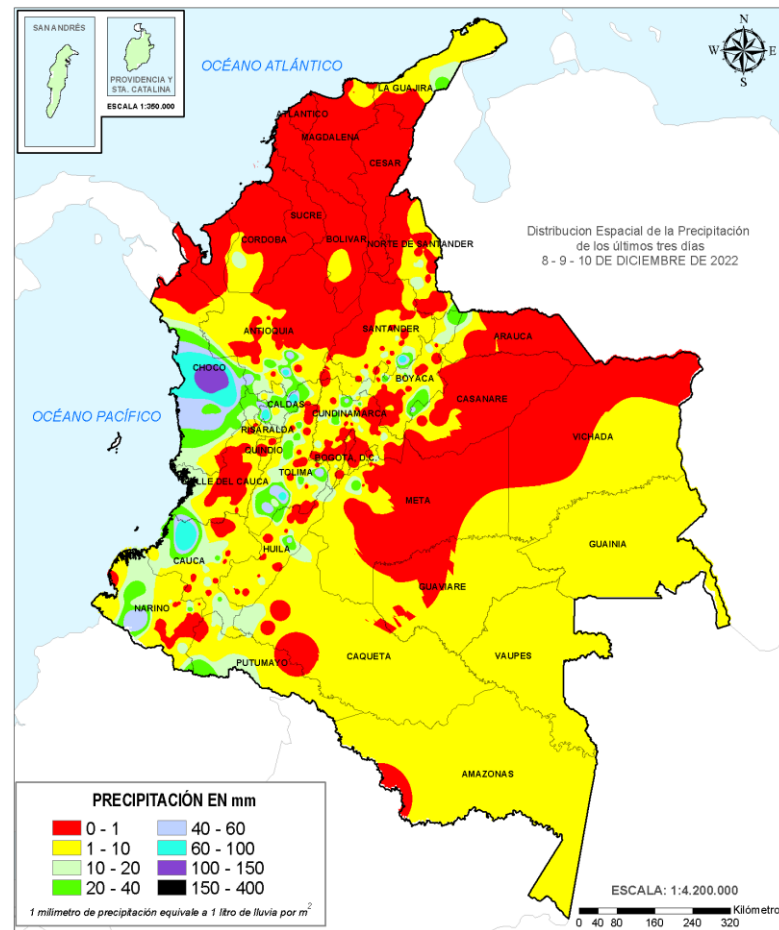 SAN ANDRÉS
PROVIDENCIA Y
STA. CATALINA
ESCALA 1:350.000
OCÉANO ATLÁNTICO
N
W
E
S
LA GUAJIRA
ATLANTICO
MAGDALENA
CESAR
SUCRE
CORDOBA
BOLIVAR
NORTE DE SANTANDER
Distribucion Espacial de la Precipitación
de los últimos tres días
8 - 9 - 10 DE DICIEMBRE DE 2022
ANTIOQUIA
SANTANDER
ARAUCA
CHOCO
BOYACA
OCÉANO PACÍFICO
CALDAS
CUNDINAMARCA
CASANARE
RISARALDA
VICHADA
QUINDIO
BOGOTA, D.C.
TOLIMA
VALLE DEL CAUCA
META
GUAINIA
HUILA
CAUCA
GUAVIARE
NARINO
CAQUETA
VAUPES
PUTUMAYO
AMAZONAS
PRECIPITACIÓN EN mm
0 - 1
40 - 60
1 - 10
60 - 100
10 - 20
100 - 150
20 - 40
150 - 400
1 milímetro de precipitación equivale a 1 litro de lluvia por m2
ESCALA: 1:4.200.000
Kilómetro
0 40 80 160 240 320